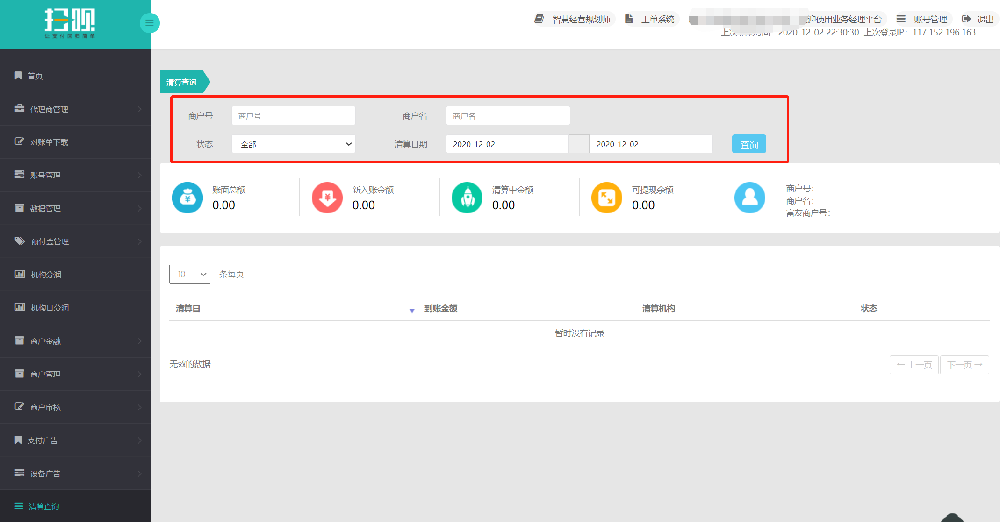 扫呗
让支付回归简单
智慧经营规划师
工单系统
迎使用业务经理平台
账号管理
退出
上次登录时间：2020-12-02 22:30:30 上次登录IP：117.152.196.163
首页
代理商管理
对账单下载
账号管理
数据管理
预付金管理
机构分润
机构日分润
商户金融
商户管理
商户审核
支付广告
设备广告
清算查询
清算查询
商户号 商户号 商户名 商户名
状态 全部 清算日期 2020-12-02 - 2020-12-02 查询
账面总额
0.00
新入账金额
0.00
清算中金额
0.00
可提现余额
0.00
商户号：
商户名：
富友商户号：
10 条每页
清算日 到账金额 清算机构 状态
暂时没有记录
无效的数据
←上一页 下一页→